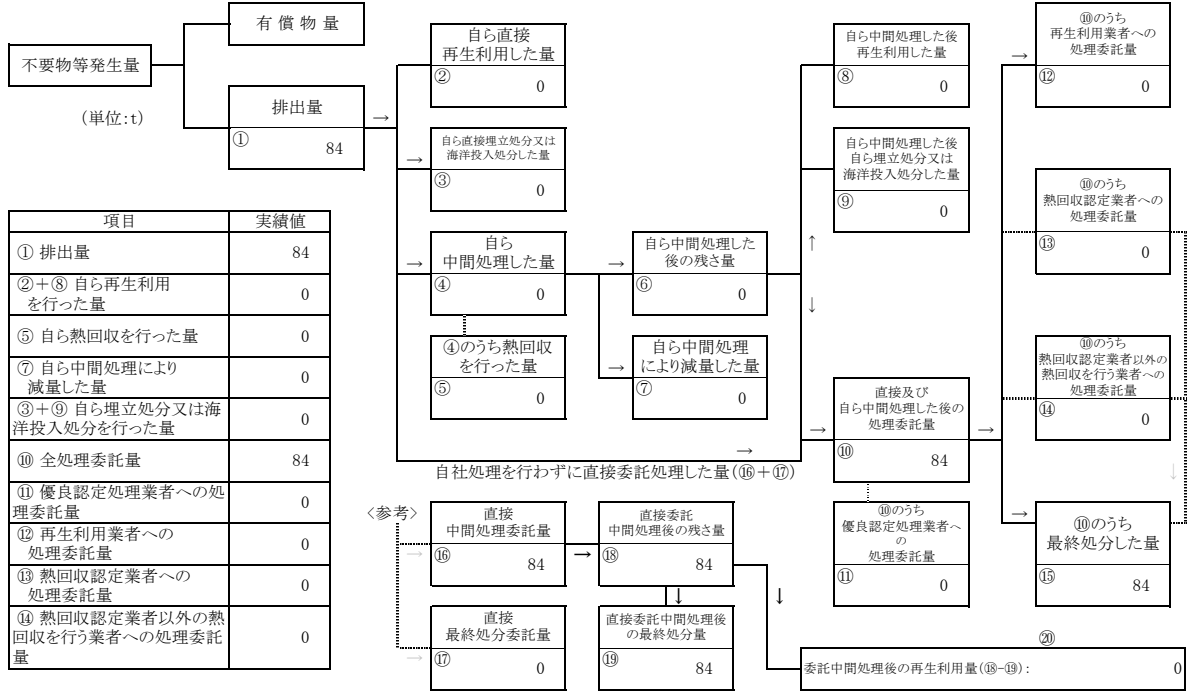 不要物等発生量
有 償 物 量
(単位:t)
排出量
①
84
→
自ら直接
再生利用した量
②
0
→
自ら直接埋立処分又は
海洋投入処分した量
③
0
→
自ら
中間処理した量
④
0
④のうち熱回収
を行った量
⑤
0
→
自ら中間処理した
後の残さ量
⑥
0
→
自ら中間処理
により減量した量
⑦
0
自ら中間処理した後
再生利用した量
⑧
0
自ら中間処理した後
自ら埋立処分又は
海洋投入処分した量
⑨
0
↑
↓
→
自社処理を行わずに直接委託処理した量(⑯+⑰)
→
直接及び
自ら中間処理した後の
処理委託量
⑩
84
⑩のうち
優良認定処理業者へ
の
処理委託量
⑪
0
→
→
⑩のうち
再生利用業者への
処理委託量
⑫
0
⑩のうち
熱回収認定業者への
処理委託量
⑬
0
⑩のうち
熱回収認定業者以外の
熱回収を行う業者への
処理委託量
⑭
0
↓
→
⑩のうち
最終処分した量
⑮
84
項目
実績値
① 排出量
84
②+⑧ 自ら再生利用
を行った量
0
⑤ 自ら熱回収を行った量
0
⑦ 自ら中間処理により
減量した量
0
③+⑨ 自ら埋立処分又は海
洋投入処分を行った量
0
⑩ 全処理委託量
84
⑪ 優良認定処理業者への処
理委託量
0
⑫ 再生利用業者への
処理委託量
0
⑬ 熱回収認定業者への
処理委託量
0
⑭ 熱回収認定業者以外の熱
回収を行う業者への処理委託
量
0
〈参考〉
→
直接
中間処理委託量
⑯
84
→
直接委託
中間処理後の残さ量
⑱
84
↓
↓
→
直接
最終処分委託量
⑰
0
直接委託中間処理後
の最終処分量
⑲
84
⑳
委託中間処理後の再生利用量(⑱-⑲):
0